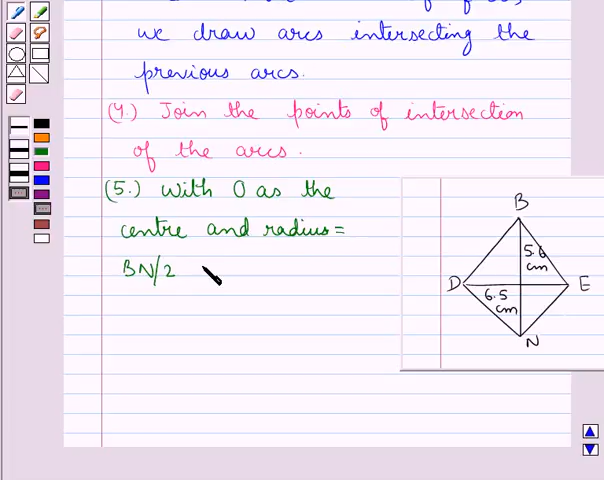 we draw arcs intersecting the
previous arcs.
(4.) Join the points of intersection
of the arcs.
(5.) With O as the
centre and radius =
BN/2
B
5.6
cm
D
E
6.5
cm
N